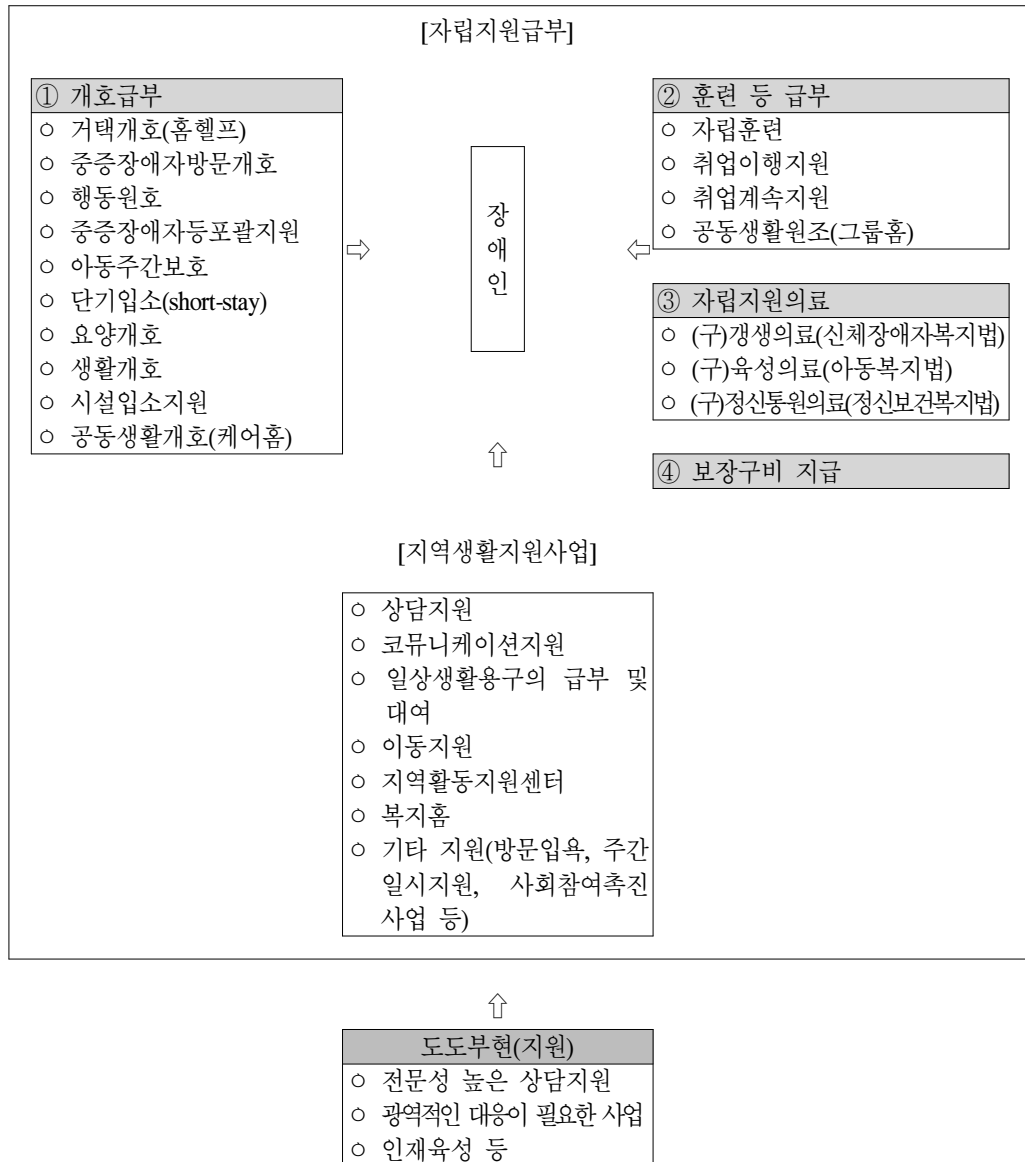 [자립지원급부]
① 개호급부
○ 거택개호(홈헬프)
○ 중증장애자방문개호
○ 행동원호
○ 중증장애자등포괄지원
○ 아동주간보호
○ 단기입소(short-stay)
○ 요양개호
○ 생활개호
○ 시설입소지원
○ 공동생활개호(케어홈)
⇨
장
애
인
⇦
② 훈련 등 급부
○ 자립훈련
○ 취업이행지원
○ 취업계속지원
○ 공동생활원조(그룹홈)
③ 자립지원의료
○ (구)갱생의료(신체장애자복지법)
○ (구)육성의료(아동복지법)
○ (구)정신통원의료(정신보건복지법)
④ 보장구비 지급
⇧
[지역생활지원사업]
○ 상담지원
○ 코뮤니케이션지원
○ 일상생활용구의 급부 및
대여
○ 이동지원
○ 지역활동지원센터
○ 복지홈
○ 기타 지원(방문입욕, 주간
일시지원, 사회참여촉진
사업 등)
⇧
도도부현(지원)
○ 전문성 높은 상담지원
○ 광역적인 대응이 필요한 사업
○ 인재육성 등